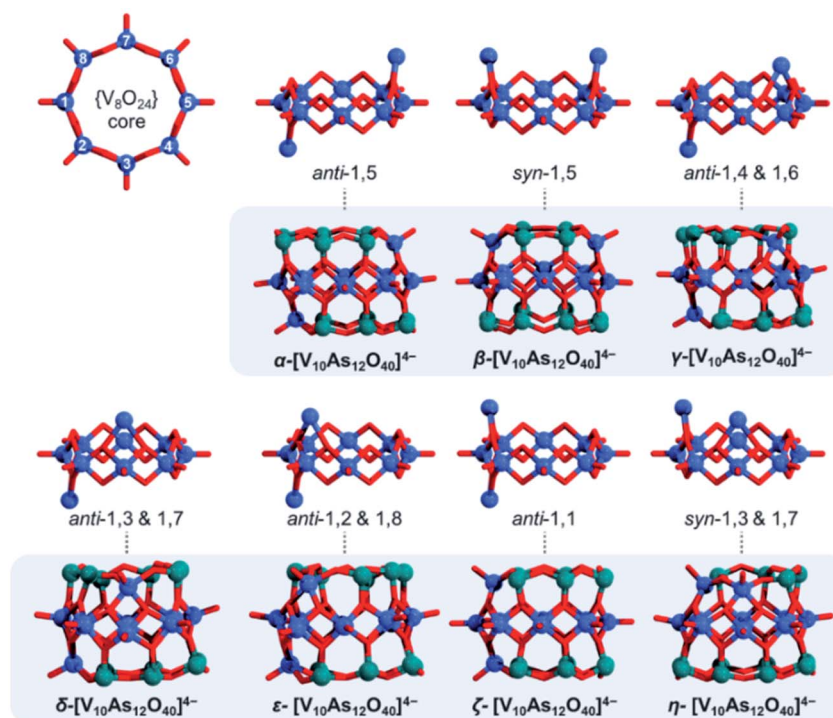 7
8 6
{V₈O₂₄}
1 5
core
2 4
3
anti-1,5 syn-1,5 anti-1,4 & 1,6
α-[V₁₀As₁₂O₄₀]⁴⁻ β-[V₁₀As₁₂O₄₀]⁴⁻ γ-[V₁₀As₁₂O₄₀]⁴⁻
anti-1,3 & 1,7 anti-1,2 & 1,8 anti-1,1 syn-1,3 & 1,7
δ-[V₁₀As₁₂O₄₀]⁴⁻ ε- [V₁₀As₁₂O₄₀]⁴⁻ ζ- [V₁₀As₁₂O₄₀]⁴⁻ η- [V₁₀As₁₂O₄₀]⁴⁻